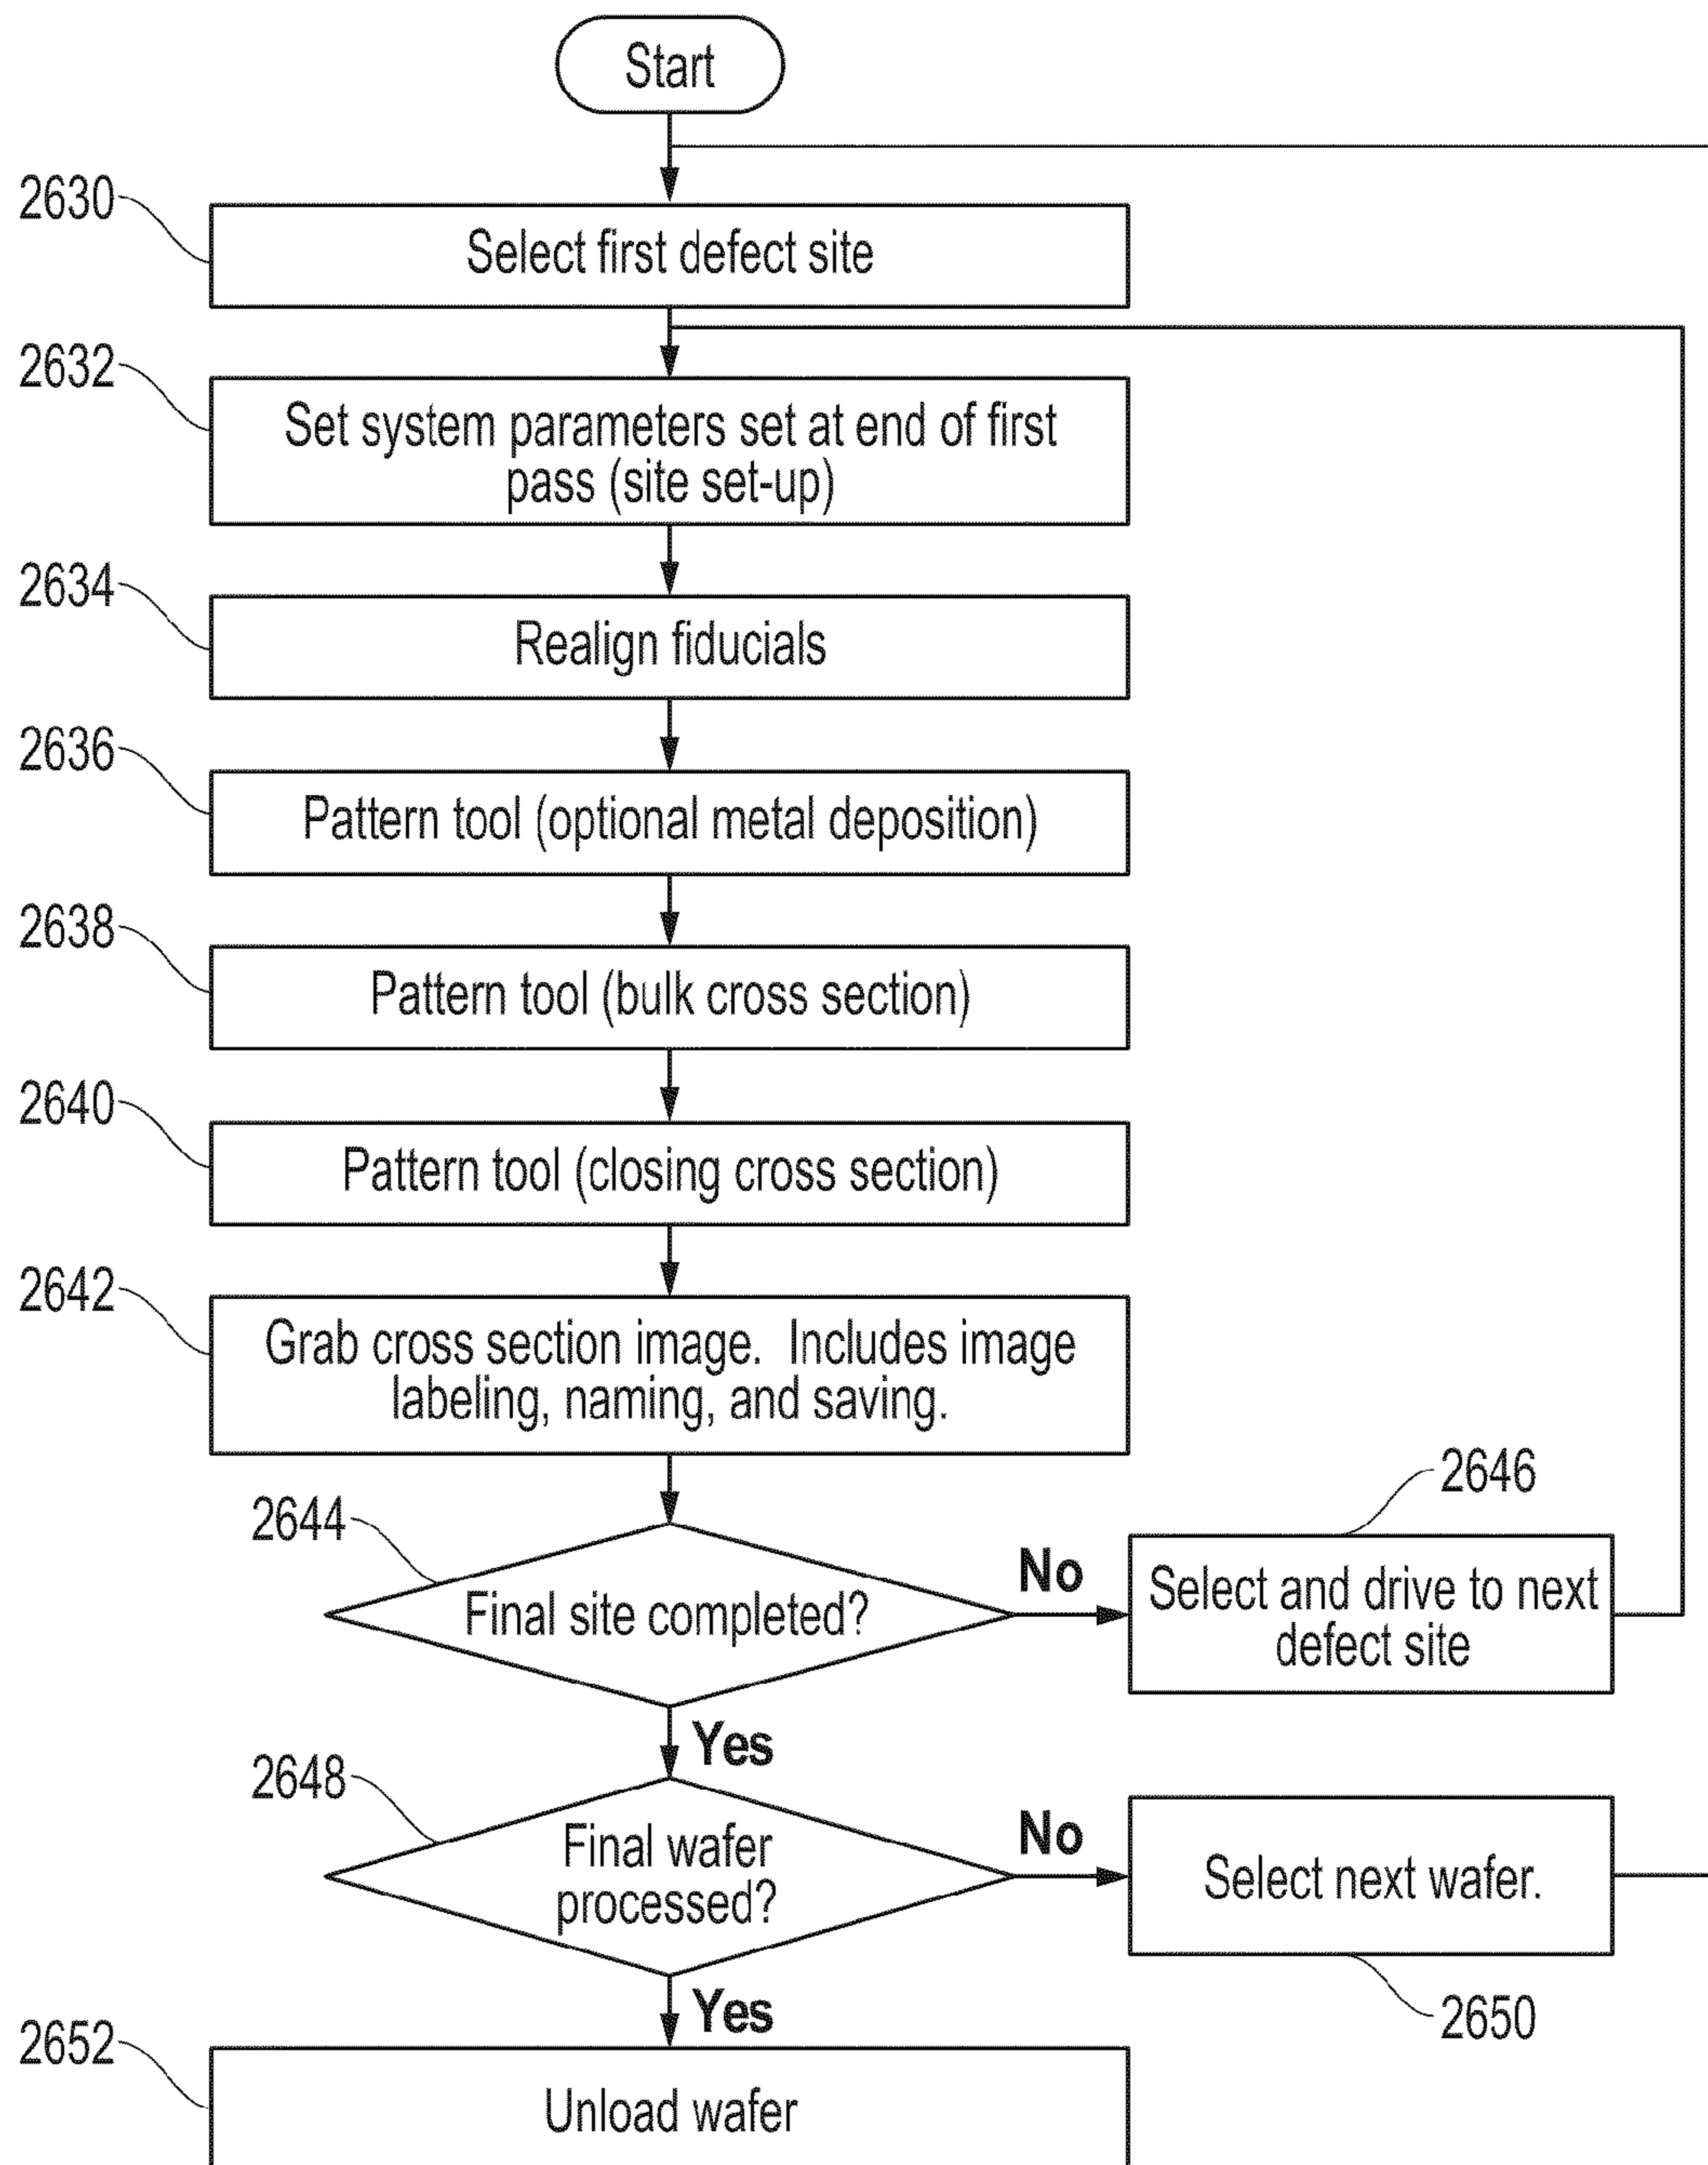 Start
2630
Select first defect site
2632
Set system parameters set at end of first
pass (site set-up)
2634
Realign fiducials
2636
Pattern tool (optional metal deposition)
2638
Pattern tool (bulk cross section)
2640
Pattern tool (closing cross section)
2642
Grab cross section image.  Includes image
labeling, naming, and saving.
2644
Final site completed?
No
2646
Select and drive to next
defect site
Yes
2648
Final wafer
processed?
No
Select next wafer.
2650
Yes
2652
Unload wafer